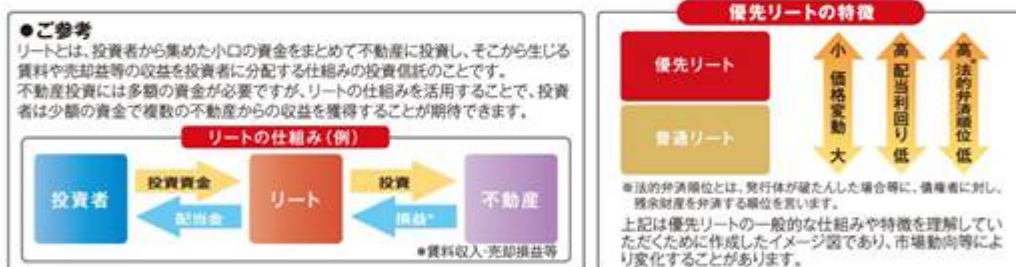 ●ご参考
リートとは、投資者から集めた小口の資金をまとめて不動産に投資し、そこから生じる
賃料や売却益等の収益を投資者に分配する仕組みの投資信託のことです。
不動産投資には多額の資金が必要ですが、リートの仕組みを活用することで、投資
者は少額の資金で複数の不動産からの収益を獲得することが期待できます。
リートの仕組み(例)
投資者
投資資金
配当金
リート
投資
損益*
不動産
*賃料収入・売却損益等
優先リートの特徴
優先リート
普通リート
小 価格変動 大
高 配当利回り 低
高 法的弁済順位※ 低
※法的弁済順位とは、発行体が破たんした場合等に、債権者に対し、
残余財産を弁済する順位を言います。
上記は優先リートの一般的な仕組みや特徴を理解してい
ただくために作成したイメージ図であり、市場動向等によ
り変化することがあります。